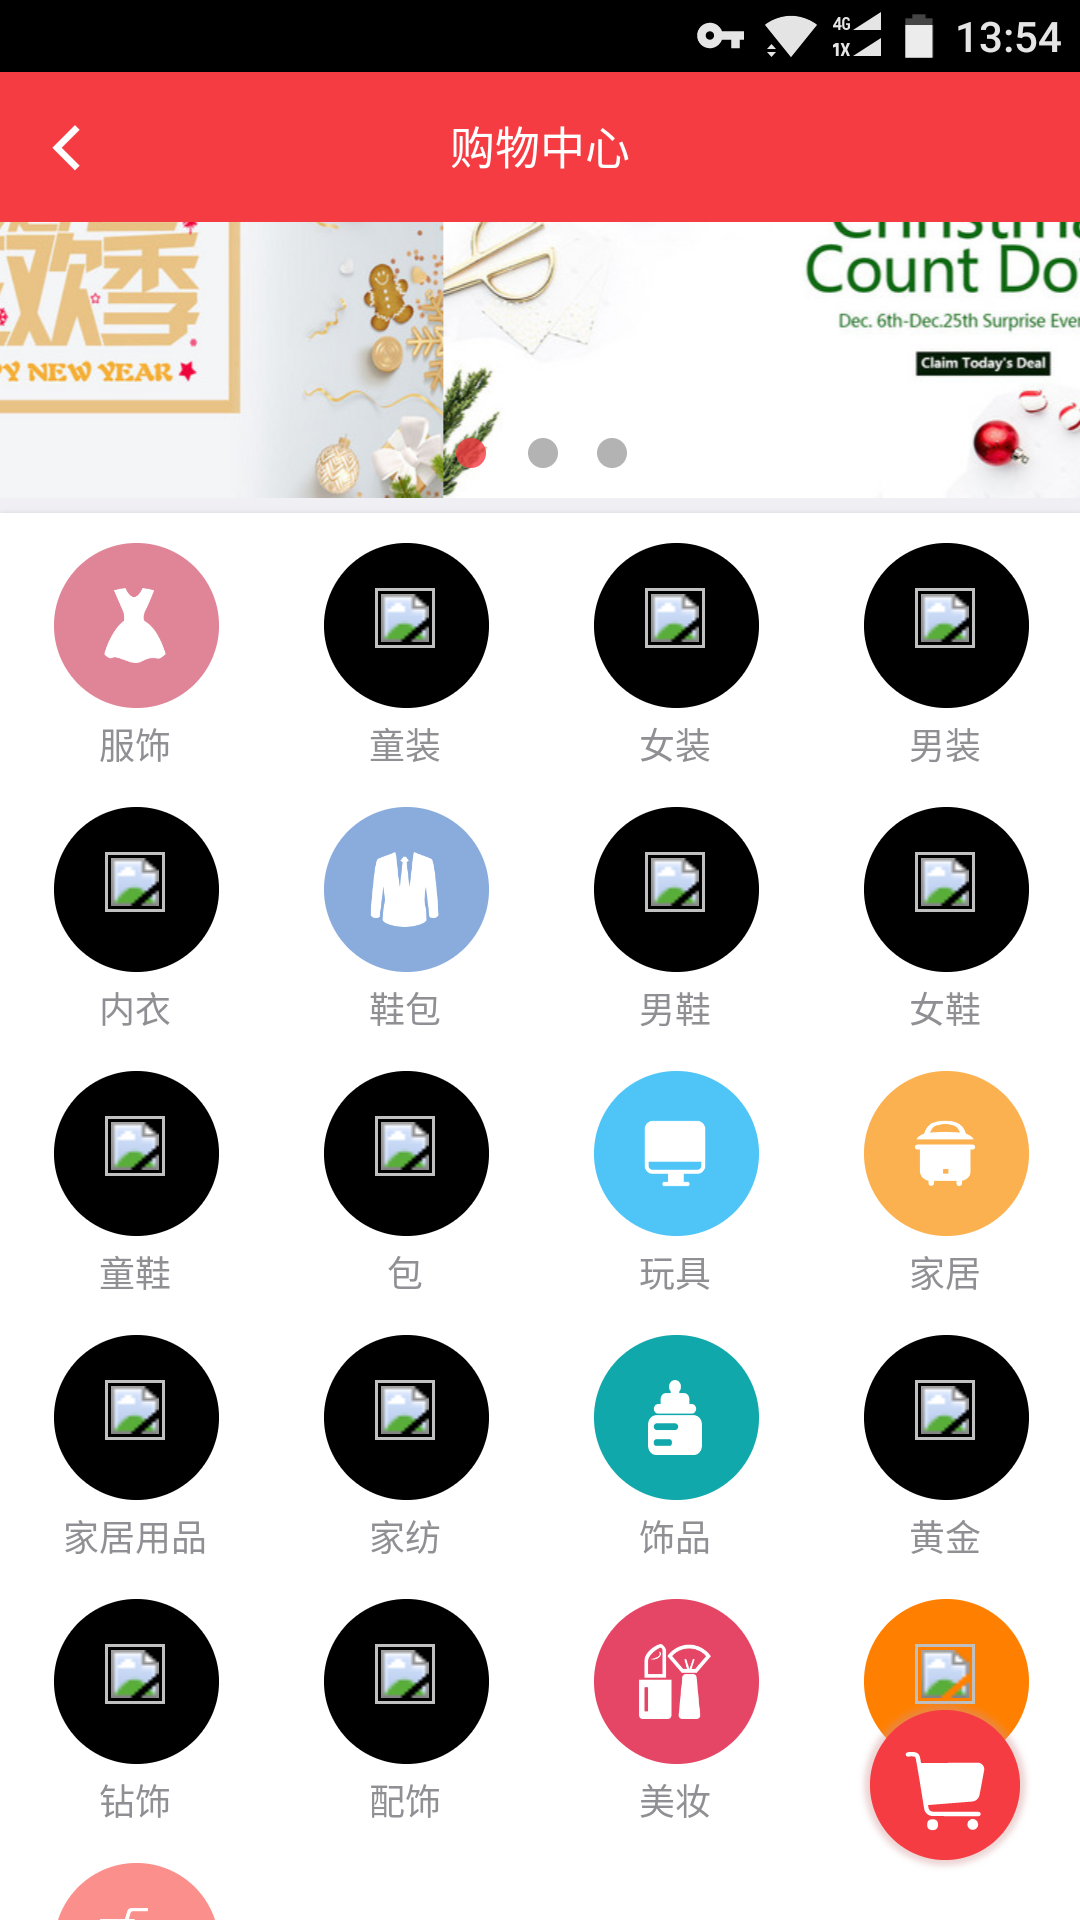 4G
1X
13:54
购物中心
欢季
Y NEW YEAR
Count Do
Dec. 6th-Dec.25th Surprise Eve
Claim Today's Deal
服饰
童装
女装
男装
内衣
鞋包
男鞋
女鞋
童鞋
包
玩具
家居
家居用品
家纺
饰品
黄金
钻饰
配饰
美妆